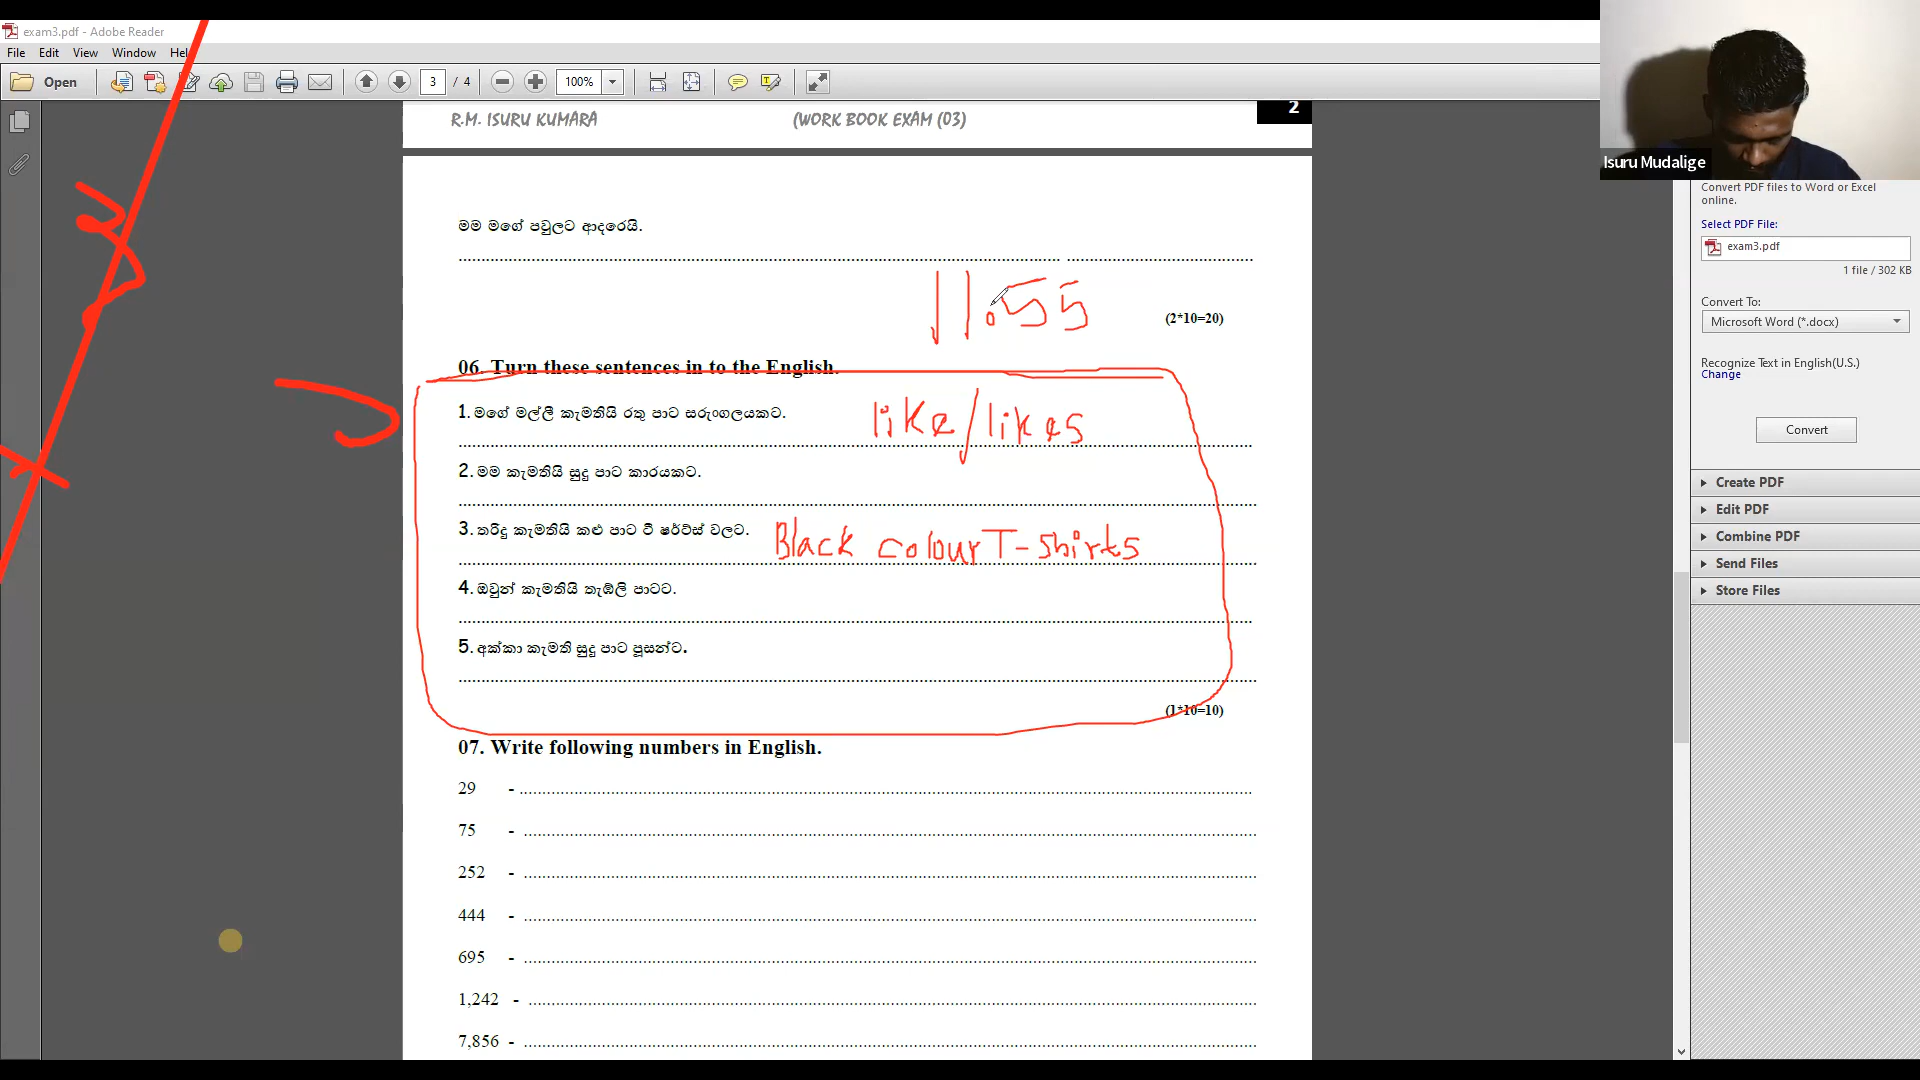 exam3.pdf - Adobe Reader
File Edit View Window Help
Open 3 / 4 100%
R.M. ISURU KUMARA (WORK BOOK EXAM (03) 2
Isuru Mudalige
Convert PDF files to Word or Excel
online.
Select PDF File:
exam3.pdf
1 file / 302 KB
Convert To:
Microsoft Word (*.docx)
Recognize Text in English(U.S.)
Change
Convert
Create PDF
Edit PDF
Combine PDF
Send Files
Store Files
මම මගේ පවුලට ආදරෙයි.
11.55
(2*10=20)
06. Turn these sentences in to the English.
1. මගේ මල්ලී කැමතියි රතු පාට සරුංගලයකට.
like/likes
2. මම කැමතියි සුදු පාට කාරයකට.
3. තරිඳු කැමතියි කළු පාට ටී ෂර්ට්ස් වලට.
Black colour T-shirts
4. ඔවුන් කැමතියි තැඹිලි පාටට.
5. අක්කා කැමති සුදු පාට පූසන්ට.
(1*10=10)
07. Write following numbers in English.
29 -
75 -
252 -
444 -
695 -
1,242 -
7,856 -